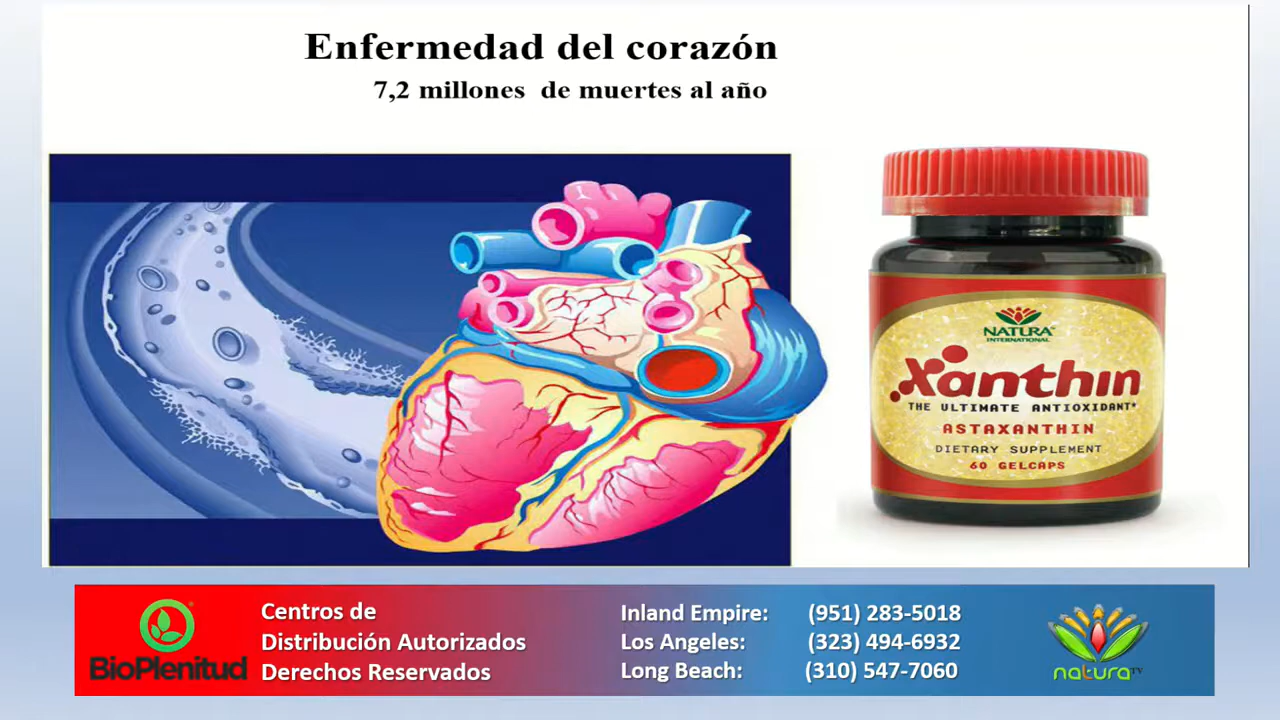 Enfermedad del corazón
7,2 millones de muertes al año
NATURA
INTERNATIONAL
Xanthin
THE ULTIMATE ANTIOXIDANT*
ASTAXANTHIN
DIETARY SUPPLEMENT
60 GELCAPS
BioPlenitud
Centros de
Distribución Autorizados
Derechos Reservados
Inland Empire: (951) 283-5018
Los Angeles: (323) 494-6932
Long Beach: (310) 547-7060
natura TV